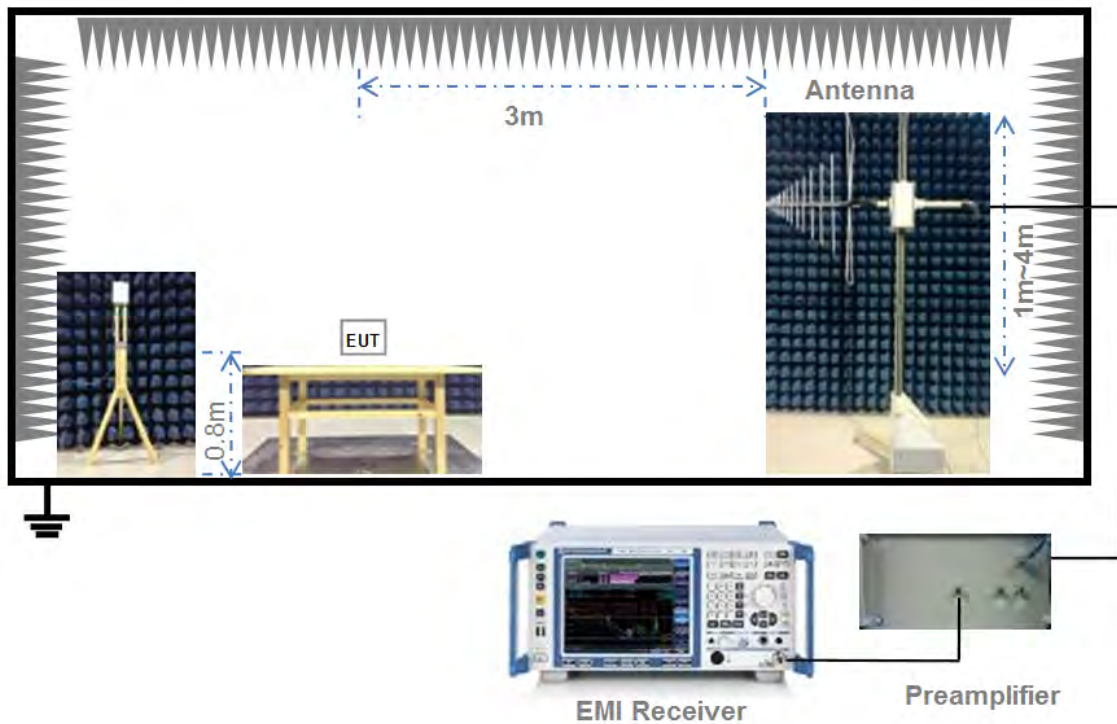 Antenna
3m
1m~4m
EUT
0.8m
EMI Receiver
Preamplifier